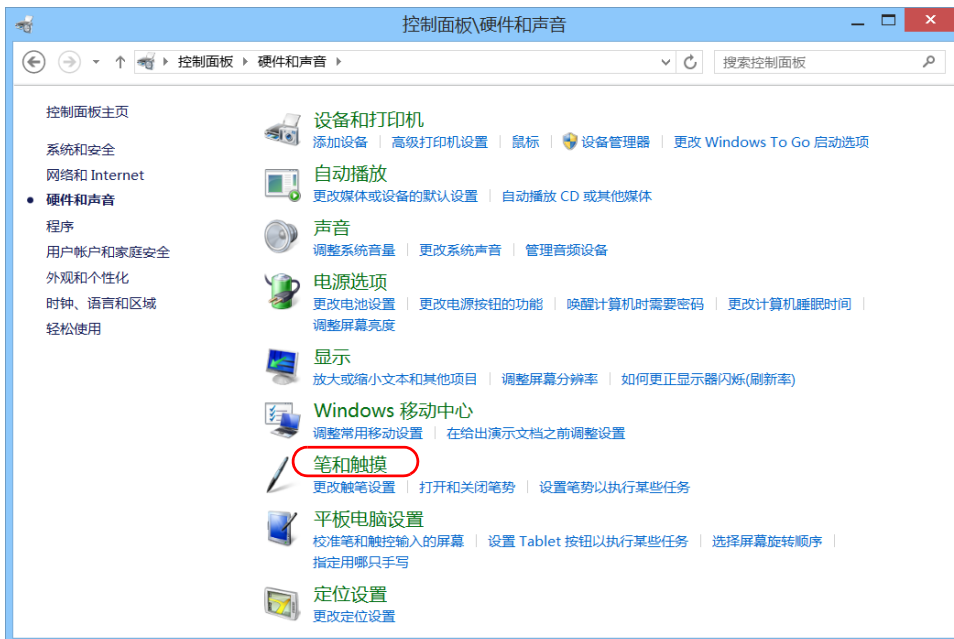 控制面板\硬件和声音
控制面板 硬件和声音
搜索控制面板
控制面板主页
系统和安全
网络和 Internet
硬件和声音
程序
用户帐户和家庭安全
外观和个性化
时钟、语言和区域
轻松使用
设备和打印机
添加设备 高级打印机设置 鼠标 设备管理器 更改 Windows To Go 启动选项
自动播放
更改媒体或设备的默认设置 自动播放 CD 或其他媒体
声音
调整系统音量 更改系统声音 管理音频设备
电源选项
更改电池设置 更改电源按钮的功能 唤醒计算机时需要密码 更改计算机睡眠时间
调整屏幕亮度
显示
放大或缩小文本和其他项目 调整屏幕分辨率 如何更正显示器闪烁(刷新率)
Windows 移动中心
调整常用移动设置 在给出演示文档之前调整设置
笔和触摸
更改触笔设置 打开和关闭笔势 设置笔势以执行某些任务
平板电脑设置
校准笔和触控输入的屏幕 设置 Tablet 按钮以执行某些任务 选择屏幕旋转顺序
指定用哪只手写
定位设置
更改定位设置